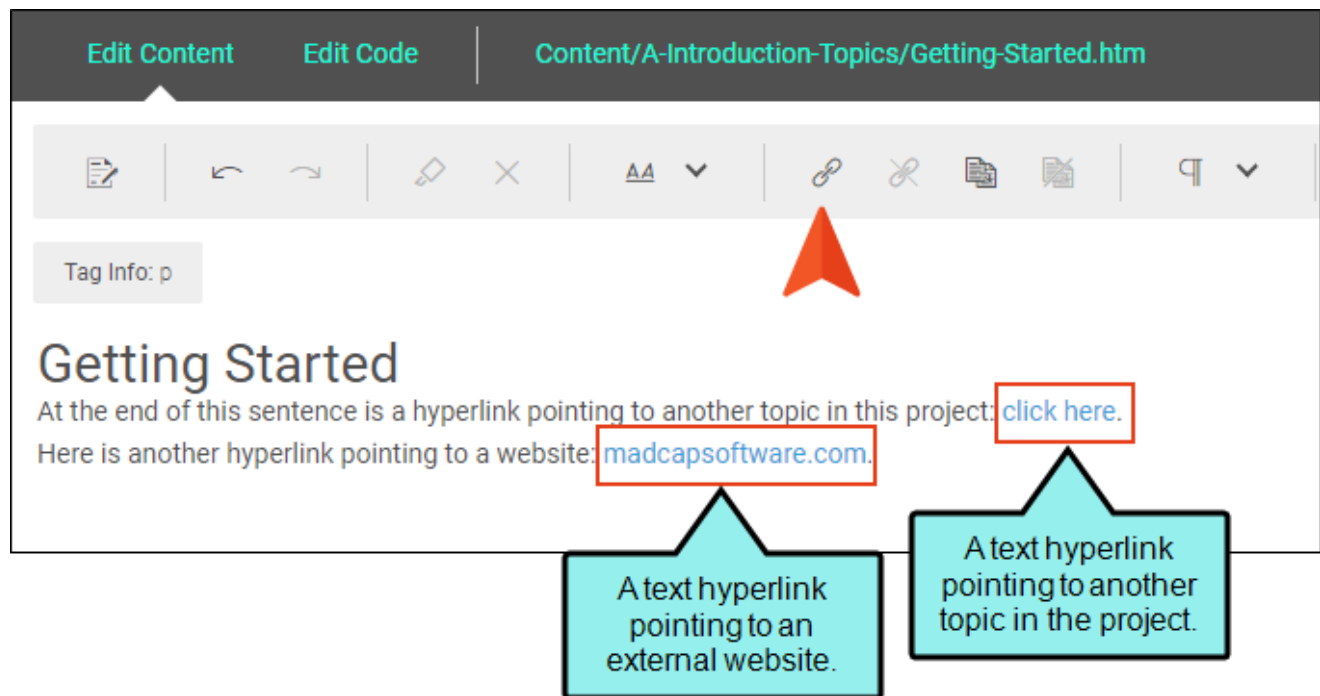 Edit Content Edit Code Content/A-Introduction-Topics/Getting-Started.htm
AA
¶
Tag Info: p
Getting Started
At the end of this sentence is a hyperlink pointing to another topic in this project: click here.
Here is another hyperlink pointing to a website: madcapsoftware.com.
A text hyperlink
pointing to an
external website.
A text hyperlink
pointing to another
topic in the project.